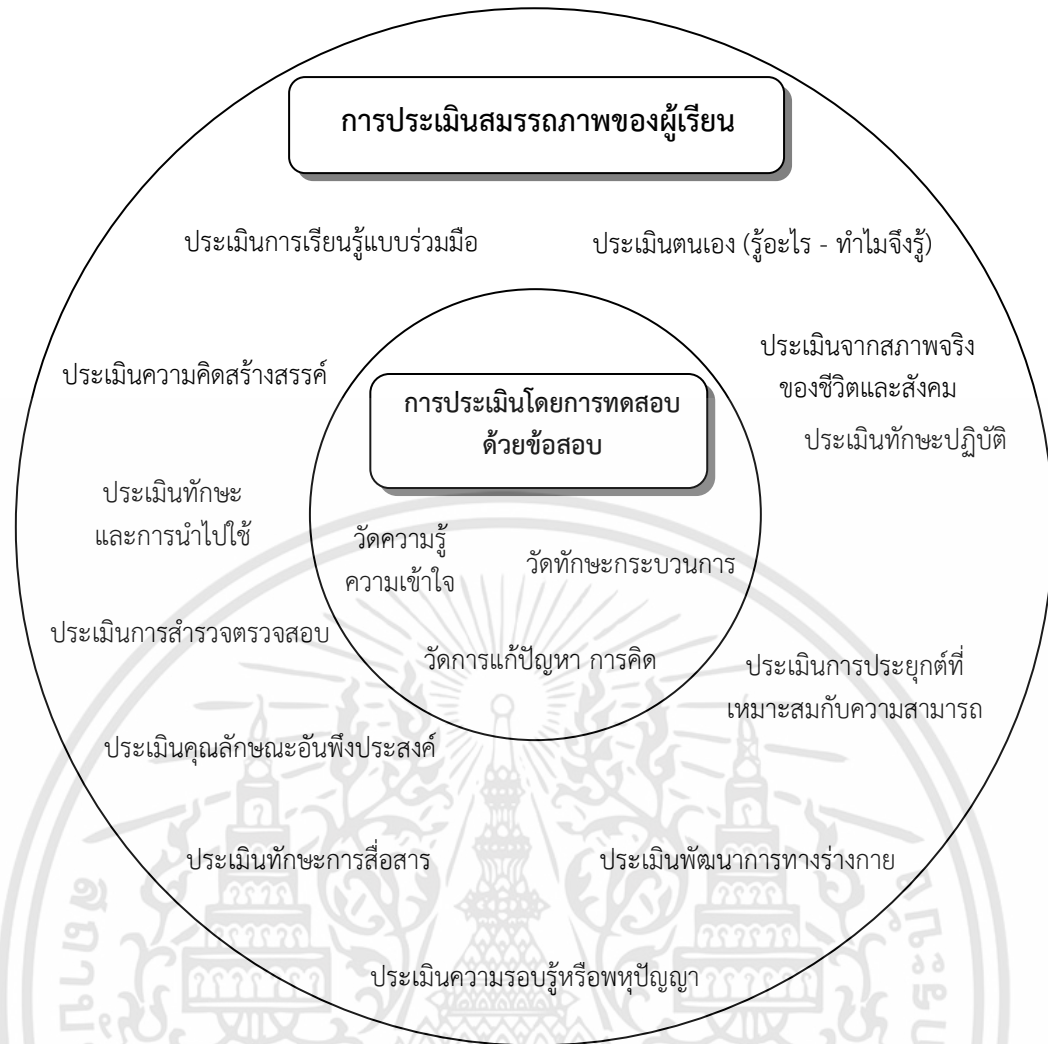 การประเมินสมรรถภาพของผู้เรียน
ประเมินการเรียนรู้แบบร่วมมือ
ประเมินตนเอง (รู้อะไร - ทำไมจึงรู้)
ประเมินความคิดสร้างสรรค์
ประเมินจากสภาพจริง
ของชีวิตและสังคม
การประเมินโดยการทดสอบ
ด้วยข้อสอบ
ประเมินทักษะปฏิบัติ
ประเมินทักษะ
และการนำไปใช้
วัดความรู้
ความเข้าใจ
วัดทักษะกระบวนการ
ประเมินการสำรวจตรวจสอบ
วัดการแก้ปัญหา การคิด
ประเมินการประยุกต์ที่
เหมาะสมกับความสามารถ
ประเมินคุณลักษณะอันพึงประสงค์
ประเมินทักษะการสื่อสาร
ประเมินพัฒนาการทางร่างกาย
ประเมินความรอบรู้หรือพหุปัญญา